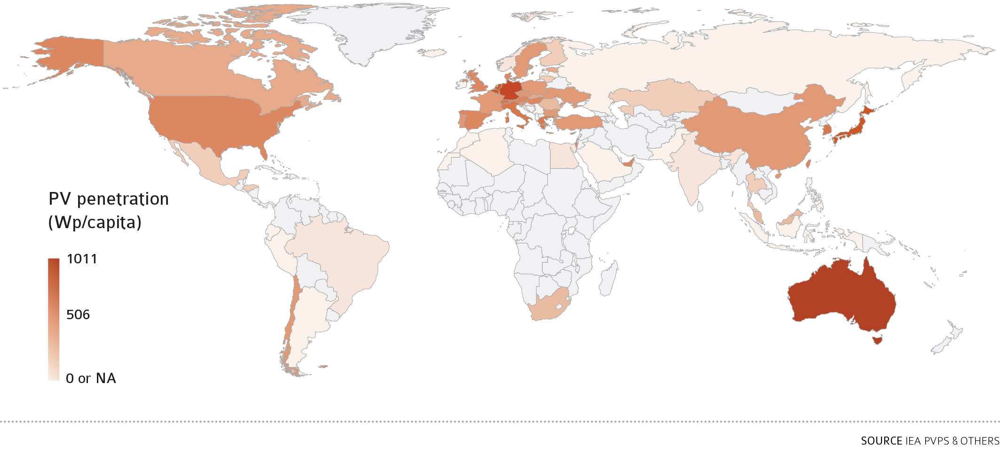 PV penetration
(Wp/capita)
1011
506
0 or NA
SOURCE IEA PVPS & OTHERS